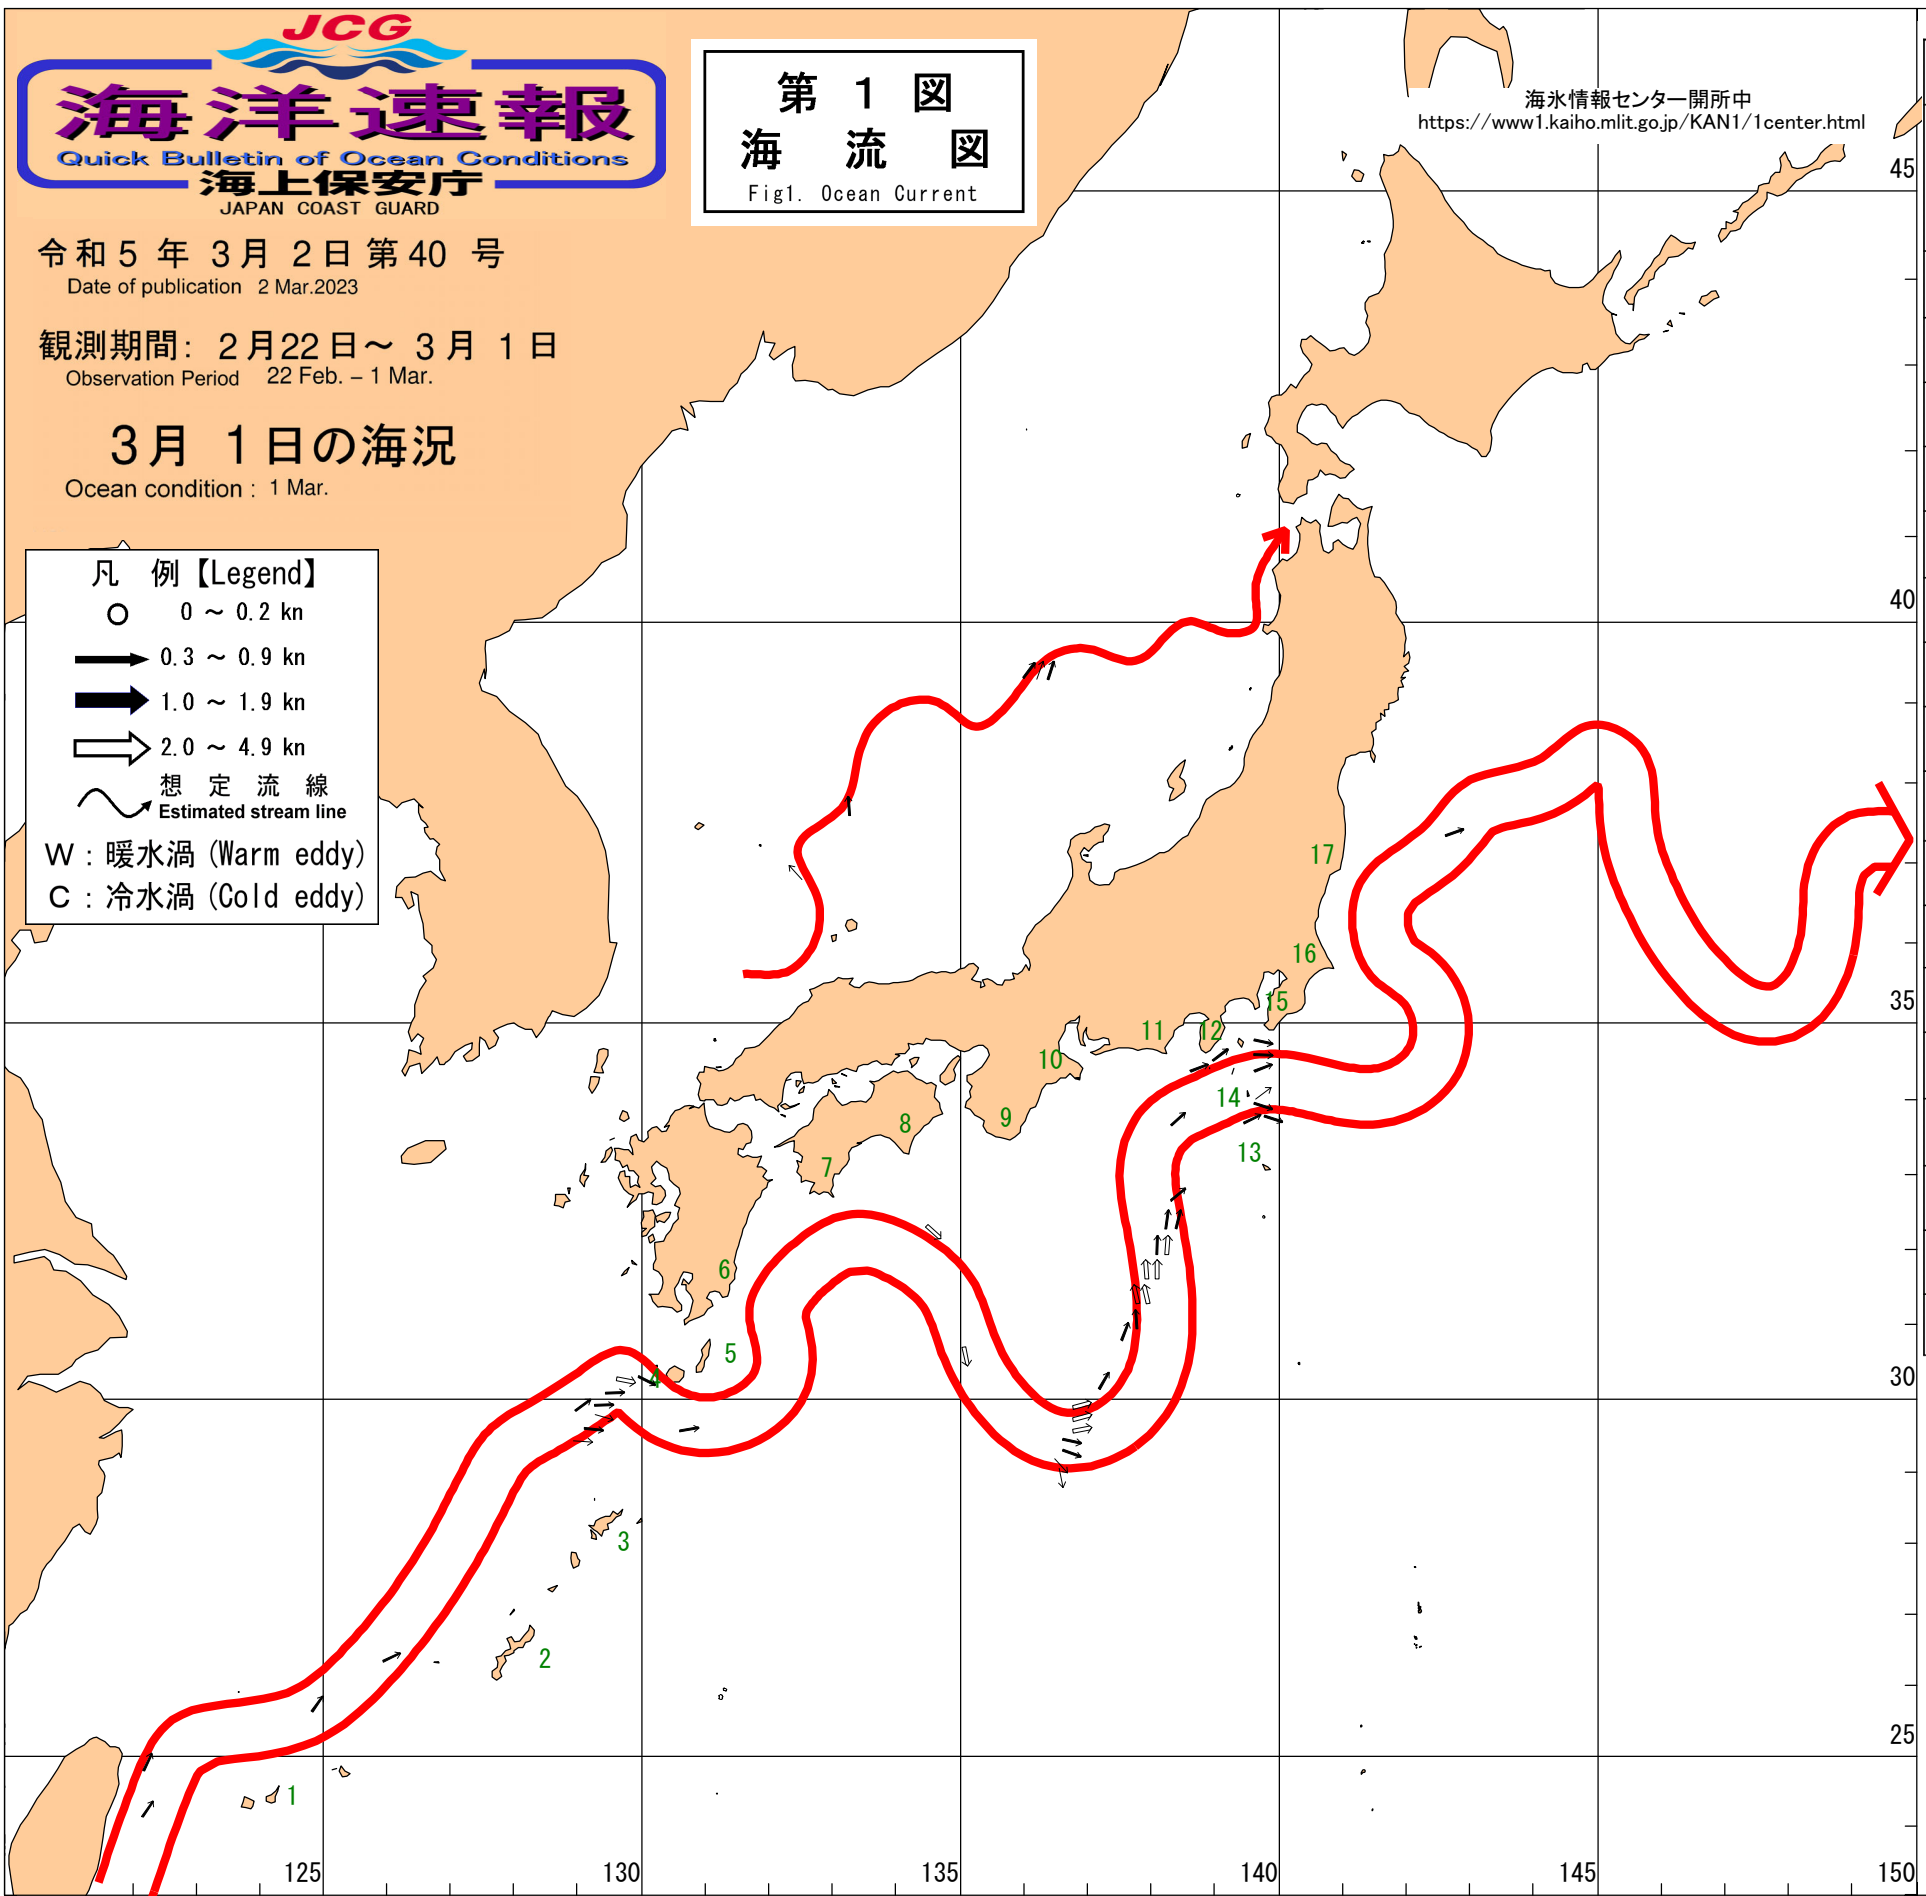 JCG
海洋速報
Quick Bulletin of Ocean Conditions
海上保安庁
JAPAN COAST GUARD
令和5年 3月 2日 第40 号
Date of publication 2 Mar.2023
観測期間: 2月22日～ 3月 1日
Observation Period 22 Feb. – 1 Mar.
3月 1日の海況
Ocean condition : 1 Mar.
第 1 図
海 流 図
Fig1. Ocean Current
海氷情報センター開所中
https://www1.kaiho.mlit.go.jp/KAN1/1center.html
凡 例【Legend】
0 ～ 0.2 kn
0.3 ～ 0.9 kn
1.0 ～ 1.9 kn
2.0 ～ 4.9 kn
想 定 流 線
Estimated stream line
W : 暖水渦 (Warm eddy)
C : 冷水渦 (Cold eddy)
45
40
35
30
25
17
16
15
11
12
10
14
9
8
13
7
6
5
4
3
2
1
125
130
135
140
145
150